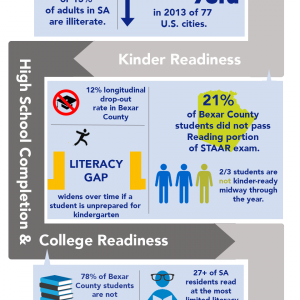 of adults in SA
are illiterate.
in 2013 of 77
U.S. cities.
Kinder Readiness
High School Completion &
12% longitudinal
drop-out
rate in Bexar
County
21%
of Bexar County
students did not pass
Reading portion
of STAAR exam.
LITERACY
GAP
widens over time if a
student is unprepared for
kindergarten
2/3 students
are not kinder-ready
midway through
the year.
College Readiness
78% of Bexar
County students
are not
27+ of SA
residents read
at the most
limited literacy